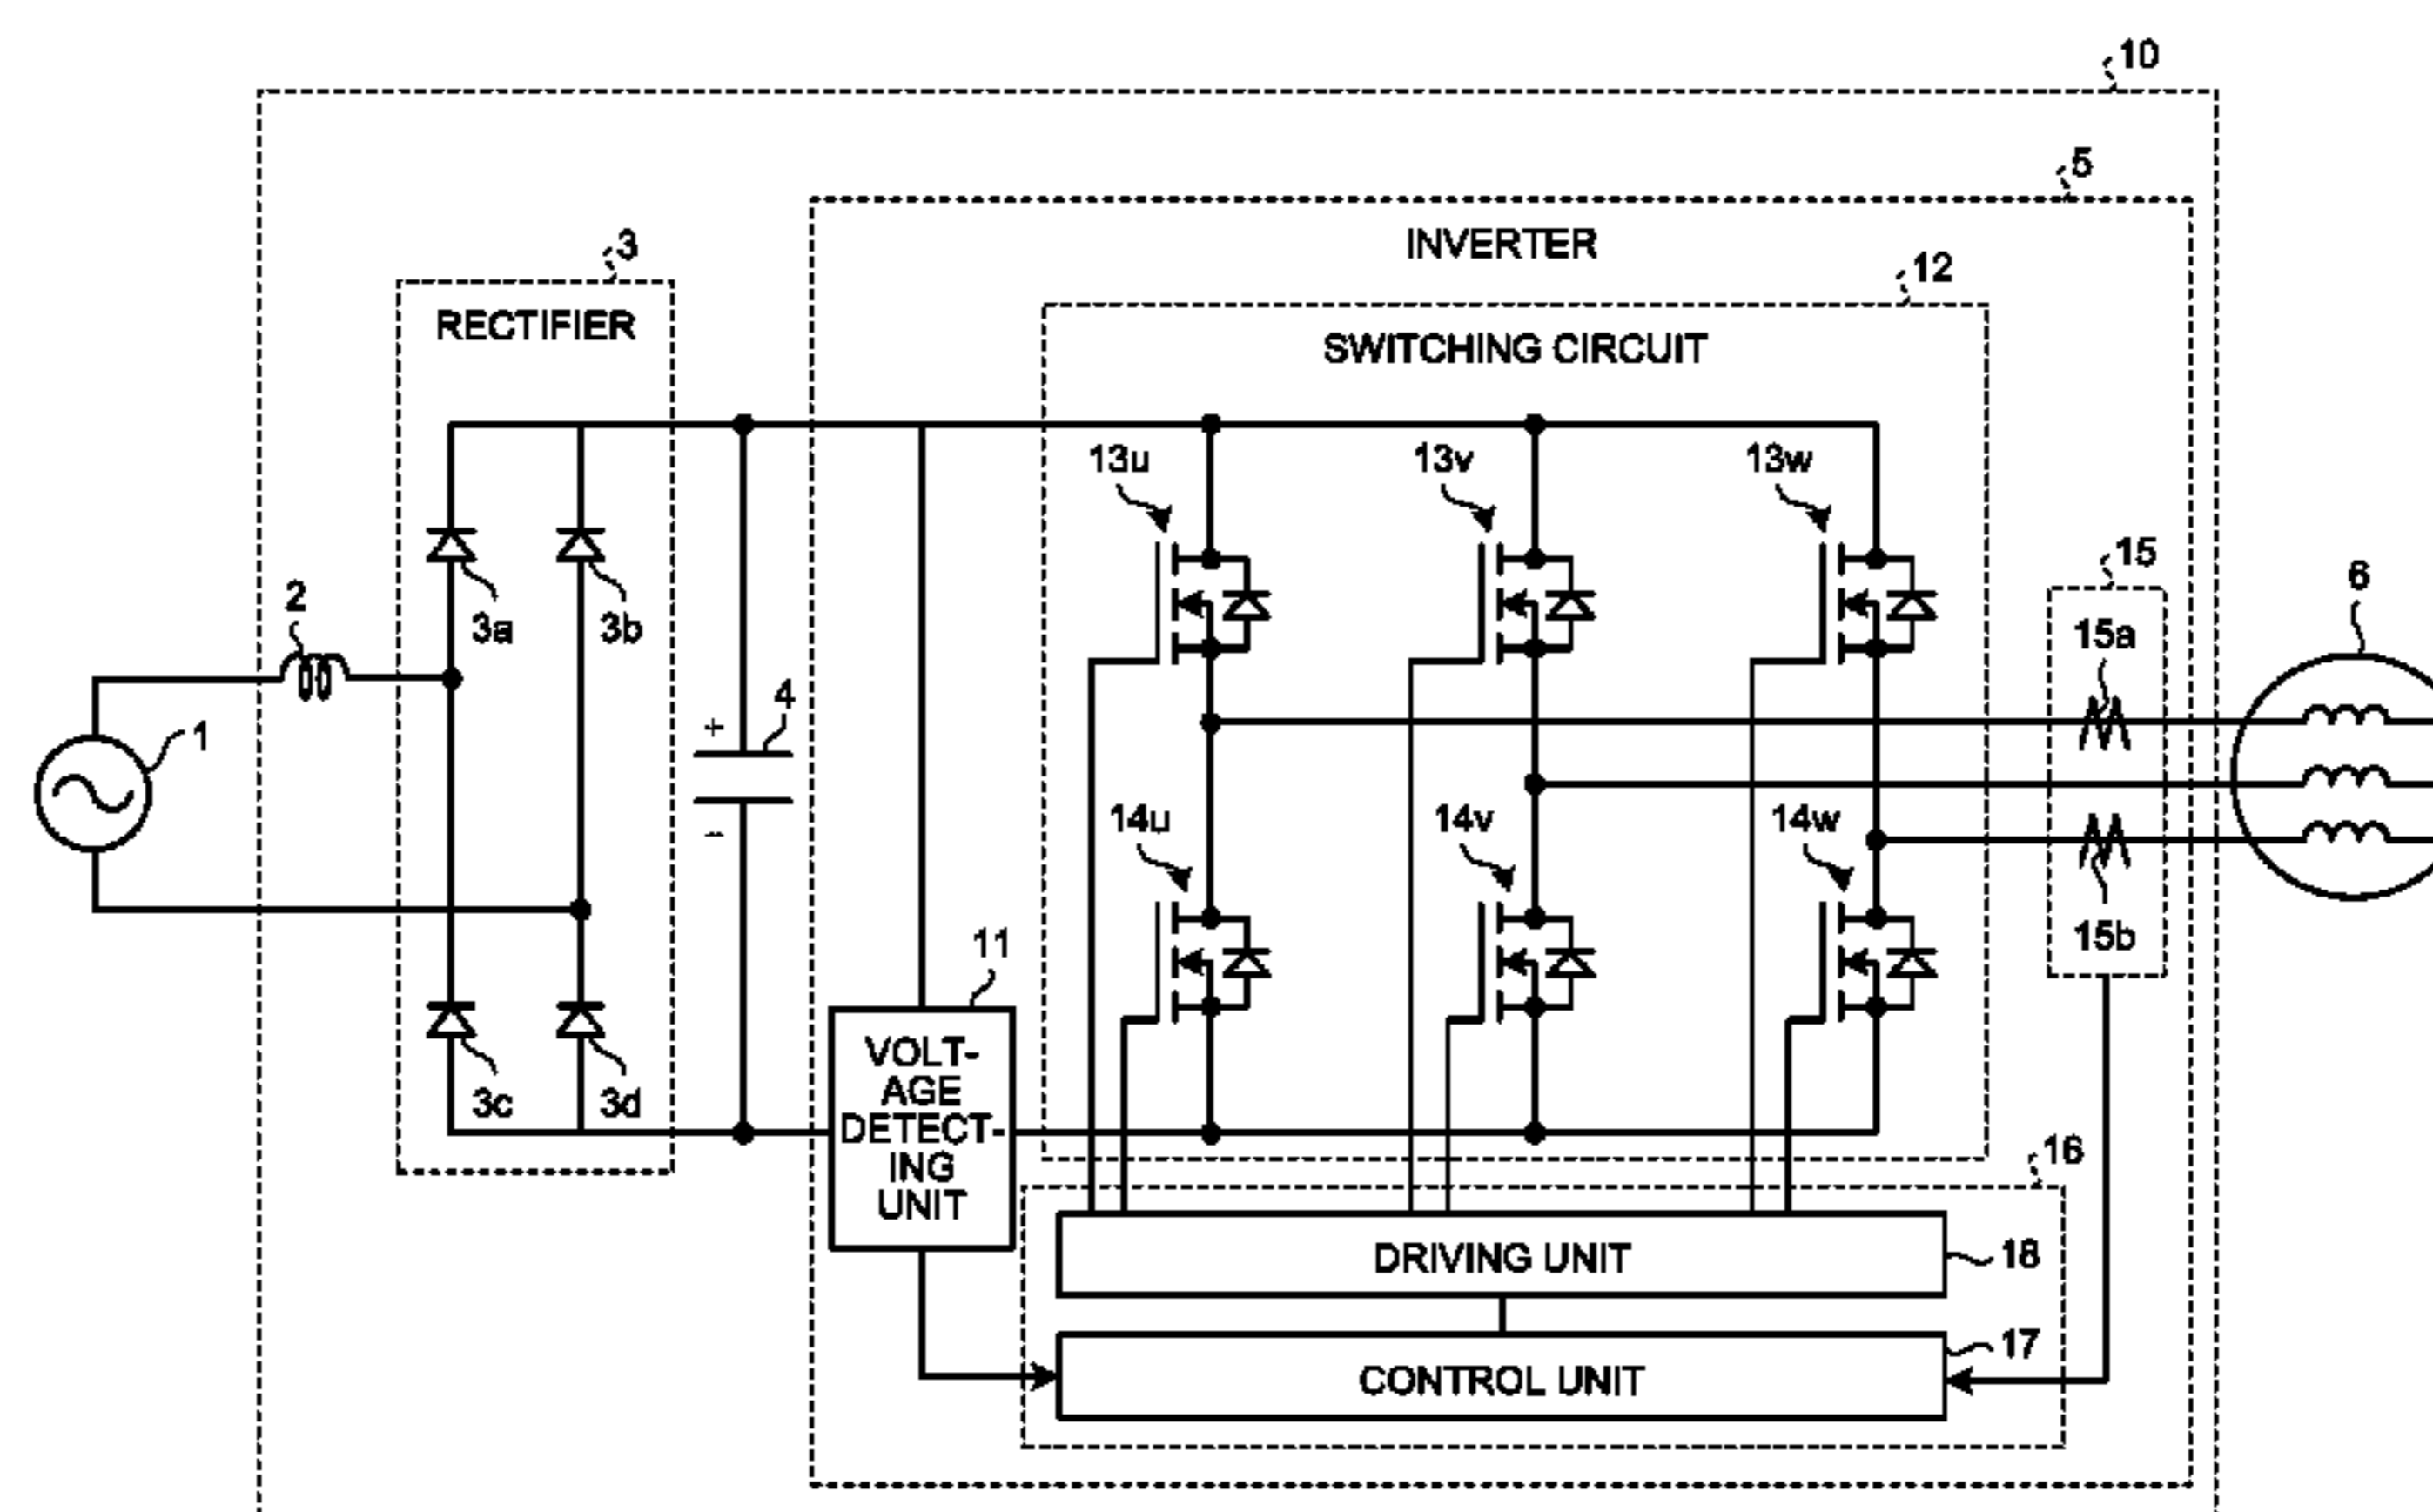 10
5
INVERTER
3
12
RECTIFIER
SWITCHING CIRCUIT
13u
13v
13w
15
6
2
3a
3b
15a
4
+
1
−
14u
14v
14w
15b
11
VOLT-
AGE
DETECT-
ING
UNIT
3c
3d
16
DRIVING UNIT
18
17
CONTROL UNIT